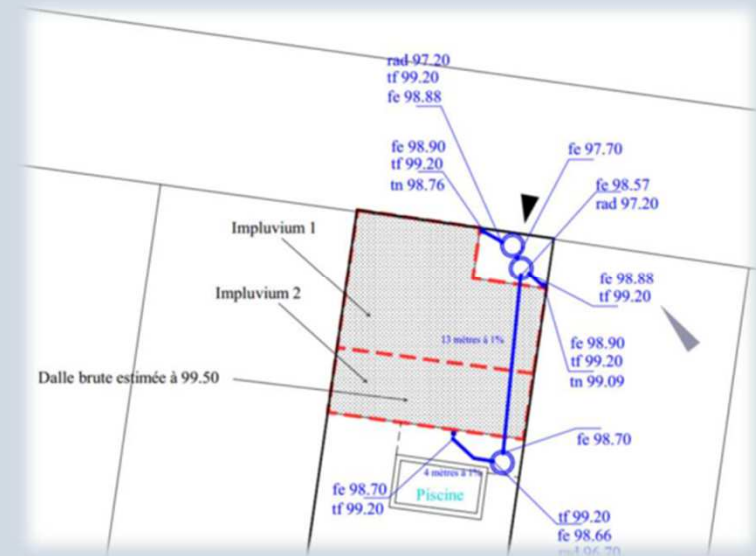 rad 97.20
tf 99.20
fe 98.88
fe 98.90
tf 99.20
tn 98.76
fe 97.70
fe 98.57
rad 97.20
Impluvium 1
Impluvium 2
fe 98.88
tf 99.20
13 mètres à 1%
fe 98.90
tf 99.20
tn 99.09
Dalle brute estimée à 99.50
fe 98.70
4 mètres à 1%
Piscine
fe 98.70
tf 99.20
tf 99.20
fe 98.66
rad 96.70